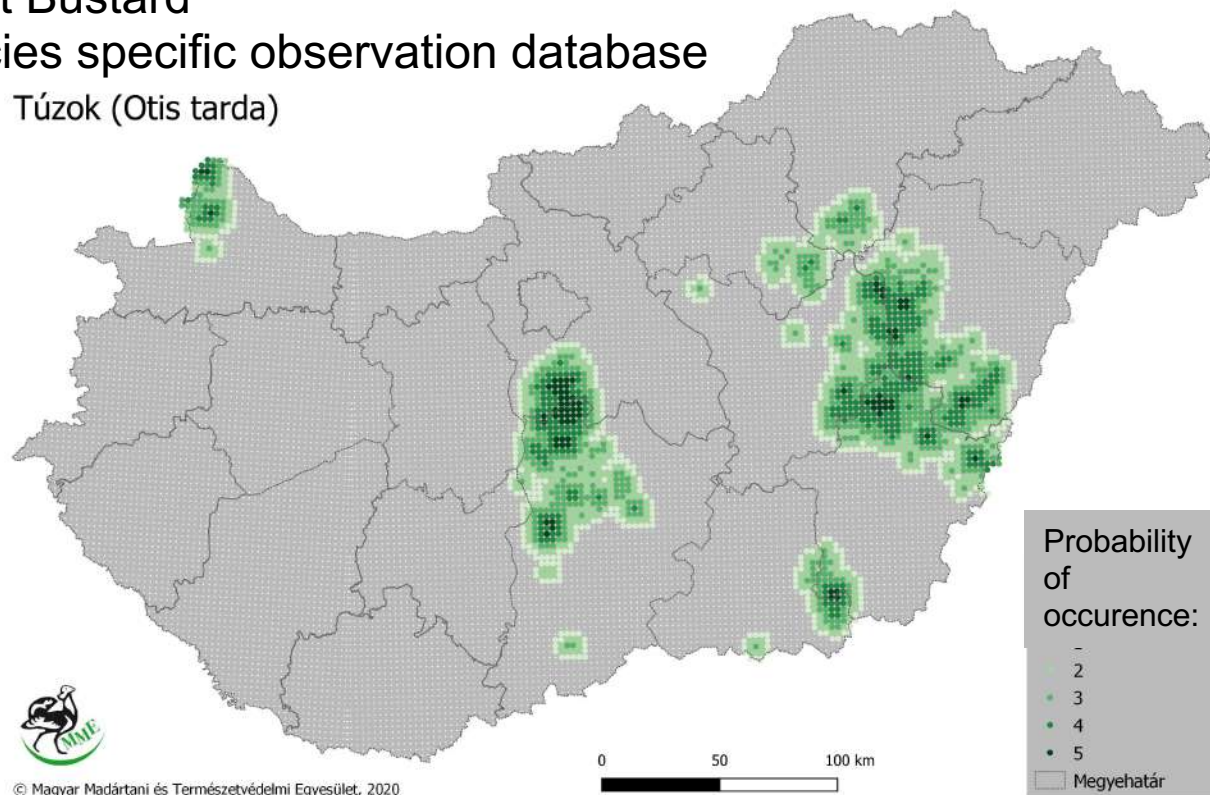 t Bustard
cies specific observation database
Túzok (Otis tarda)
Probability
of
occurence:
2
3
4
5
Megyehatár
0 50 100 km
MME
© Magyar Madártani és Természetvédelmi Egyesület, 2020